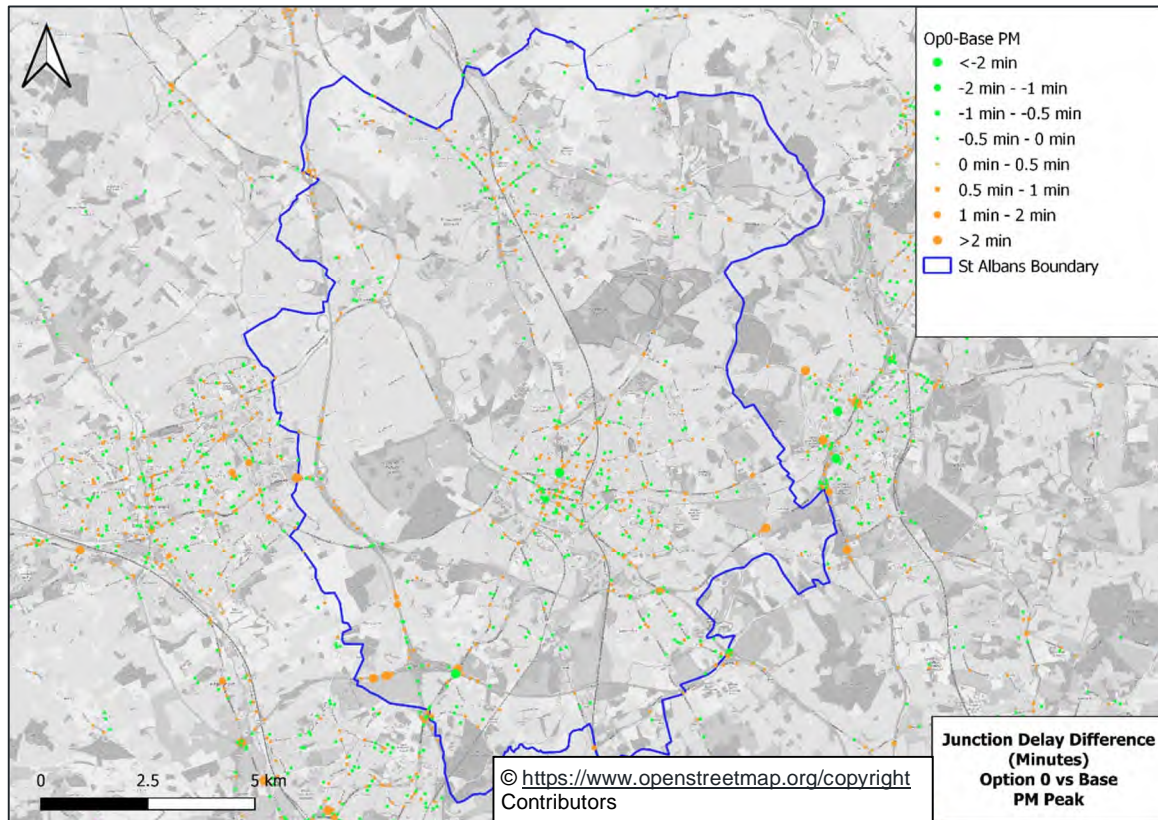 Op0-Base PM
<-2 min
-2 min - -1 min
-1 min - -0.5 min
-0.5 min - 0 min
0 min - 0.5 min
0.5 min - 1 min
1 min - 2 min
>2 min
St Albans Boundary
0 2.5 5 km
© https://www.openstreetmap.org/copyright
Contributors
Junction Delay Difference
(Minutes)
Option 0 vs Base
PM Peak